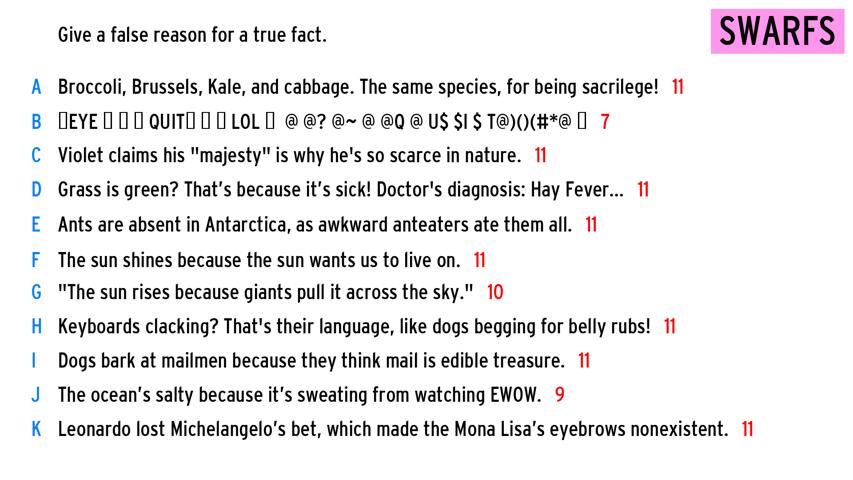 Give a false reason for a true fact.
SWARFS
A Broccoli, Brussels, Kale, and cabbage. The same species, for being sacrilege! 11
B ▯EYE ▯ ▯ ▯ QUIT▯ ▯ ▯ LOL ▯ @ @? @~ @ @Q @ U$ $I $ T@)()(#*@ ▯ 7
C Violet claims his "majesty" is why he's so scarce in nature. 11
D Grass is green? That’s because it’s sick! Doctor's diagnosis: Hay Fever... 11
E Ants are absent in Antarctica, as awkward anteaters ate them all. 11
F The sun shines because the sun wants us to live on. 11
G "The sun rises because giants pull it across the sky." 10
H Keyboards clacking? That's their language, like dogs begging for belly rubs! 11
I Dogs bark at mailmen because they think mail is edible treasure. 11
J The ocean’s salty because it’s sweating from watching EWOW. 9
K Leonardo lost Michelangelo’s bet, which made the Mona Lisa’s eyebrows nonexistent. 11